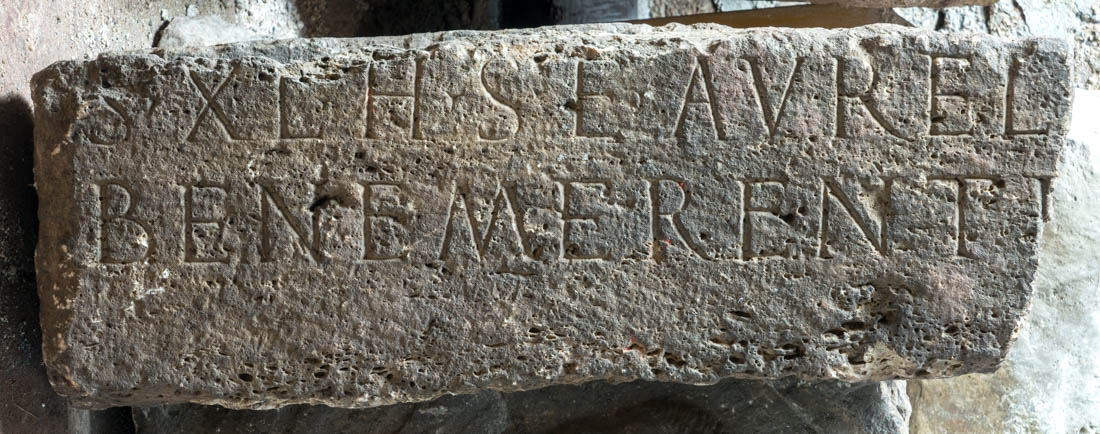 S XL H · S · E · AVREL
BENEMERENTI